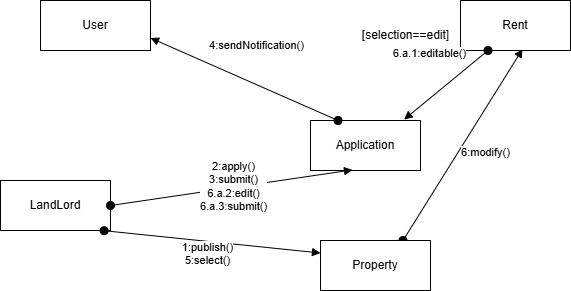 User
Rent
[selection==edit]
4:sendNotification()
6.a.1:editable()
Application
6:modify()
2:apply()
3:submit()
6.a.2:edit()
6.a.3:submit()
LandLord
1:publish()
5:select()
Property